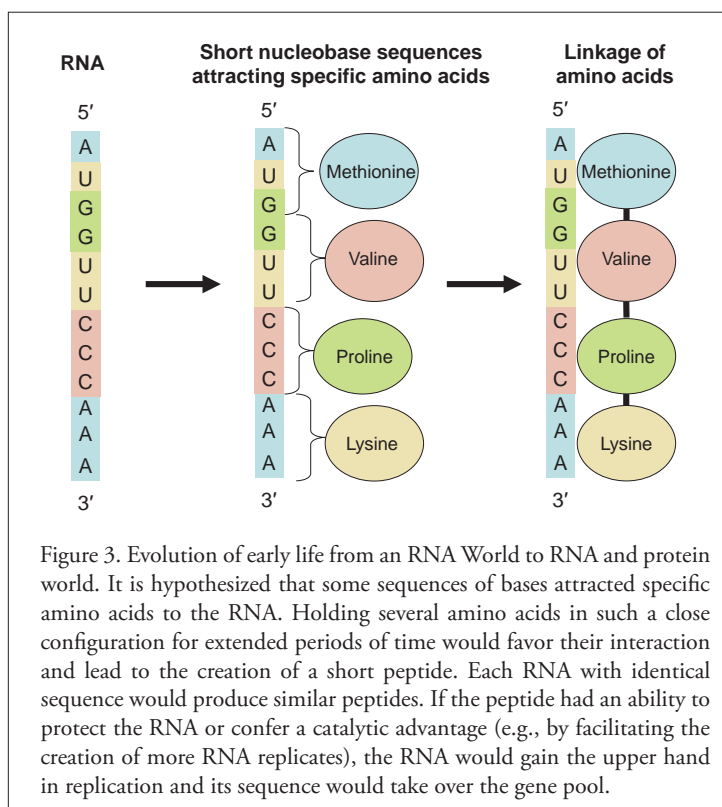 RNA
Short nucleobase sequences
attracting specific amino acids
Linkage of
amino acids
5′
A
U
G
G
U
U
C
C
C
A
A
A
3′
5′
A
U
G
G
U
U
C
C
C
A
A
A
3′
Methionine
Valine
Proline
Lysine
5′
A
U
G
G
U
U
C
C
C
A
A
A
3′
Methionine
Valine
Proline
Lysine
Figure 3. Evolution of early life from an RNA World to RNA and protein
world. It is hypothesized that some sequences of bases attracted specific
amino acids to the RNA. Holding several amino acids in such a close
configuration for extended periods of time would favor their interaction
and lead to the creation of a short peptide. Each RNA with identical
sequence would produce similar peptides. If the peptide had an ability to
protect the RNA or confer a catalytic advantage (e.g., by facilitating the
creation of more RNA replicates), the RNA would gain the upper hand
in replication and its sequence would take over the gene pool.